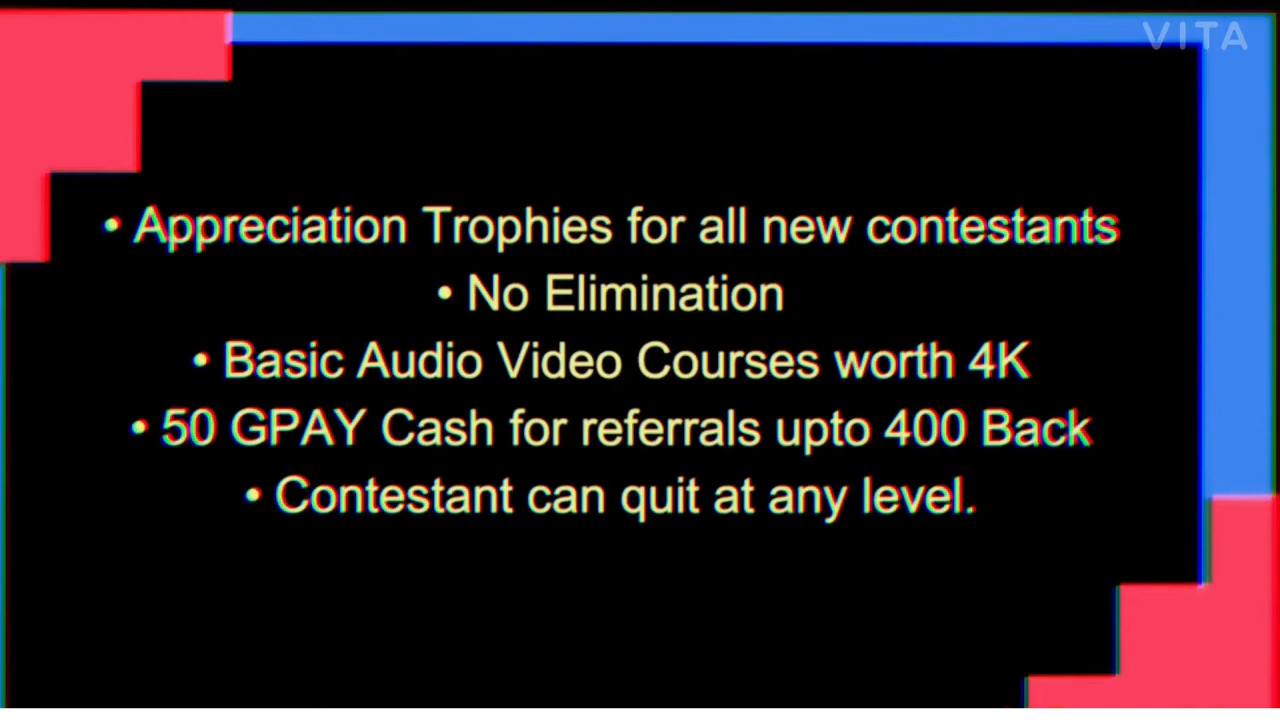 VITA
• Appreciation Trophies for all new contestants
• No Elimination
• Basic Audio Video Courses worth 4K
• 50 GPAY Cash for referrals upto 400 Back
• Contestant can quit at any level.